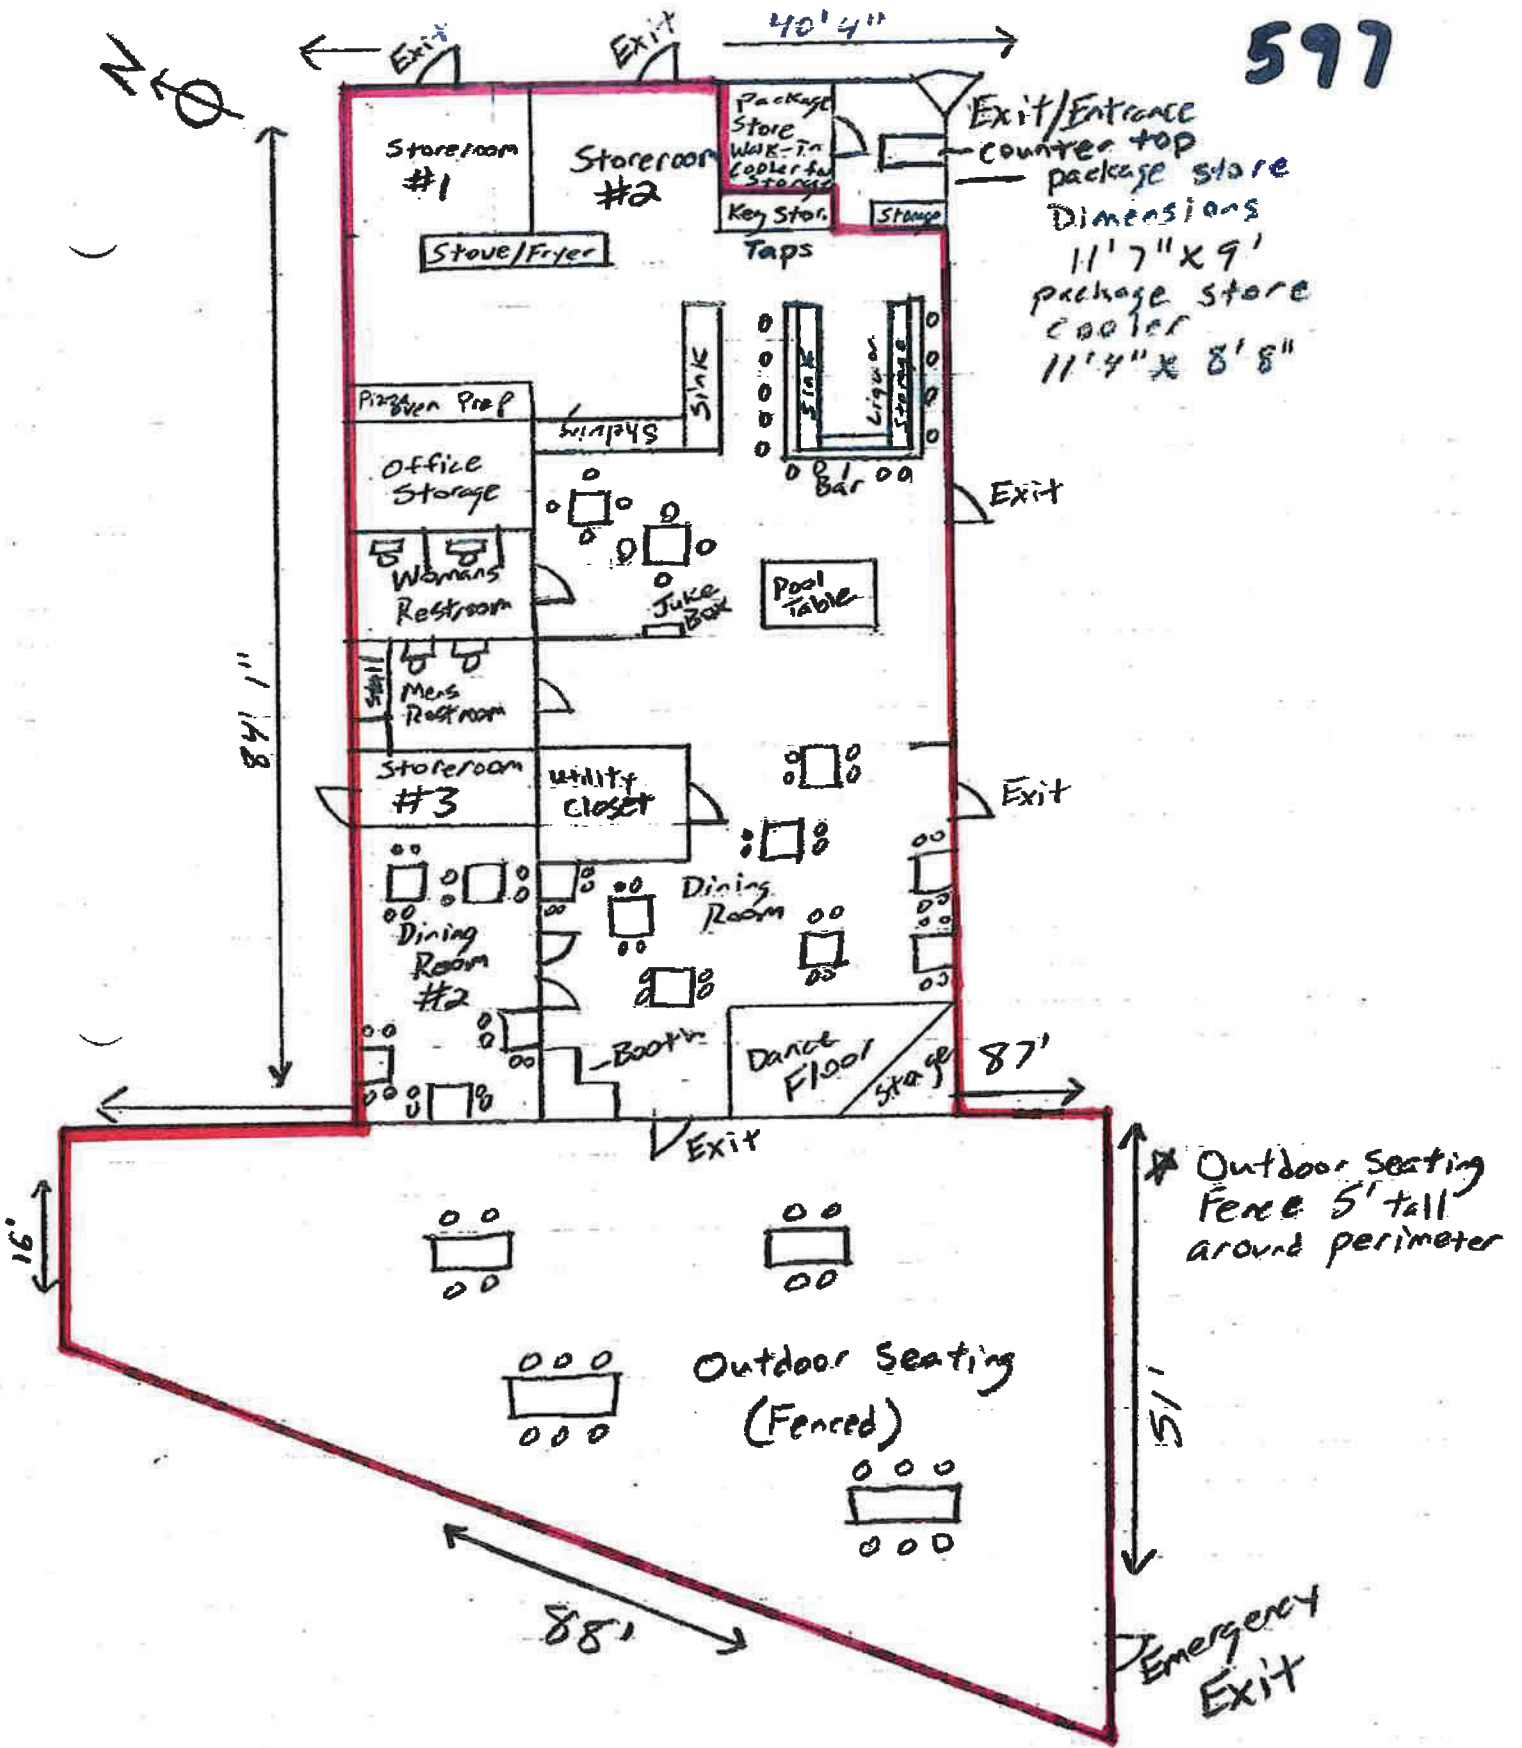 597
N
40'4"
Exit
Exit
Exit/Entrance
counter top
package store
Dimensions
11'7" x 9'
package store
cooler
11'4" x 8'8"
Storeroom
#1
Storeroom
#2
Package
Store
Walk-in
Cooler for
Storage
Keg Stor.
Storage
Stove/Fryer
Taps
Sink
Sink
Liquor
Storage
Bar
Pizza
oven Prep
Shelving
Office
Storage
Exit
Womans
Restroom
Juke
Box
Pool
Table
84' 1"
Stall
Mens
Restroom
Storeroom
#3
Utility
Closet
Exit
Dining
Room
Dining
Room
#2
Booth
Dance
Floor
Stage
87'
Exit
16'
* Outdoor Seating
Fence 5' tall
around perimeter
Outdoor Seating
(Fenced)
51'
88'
Emergency
Exit